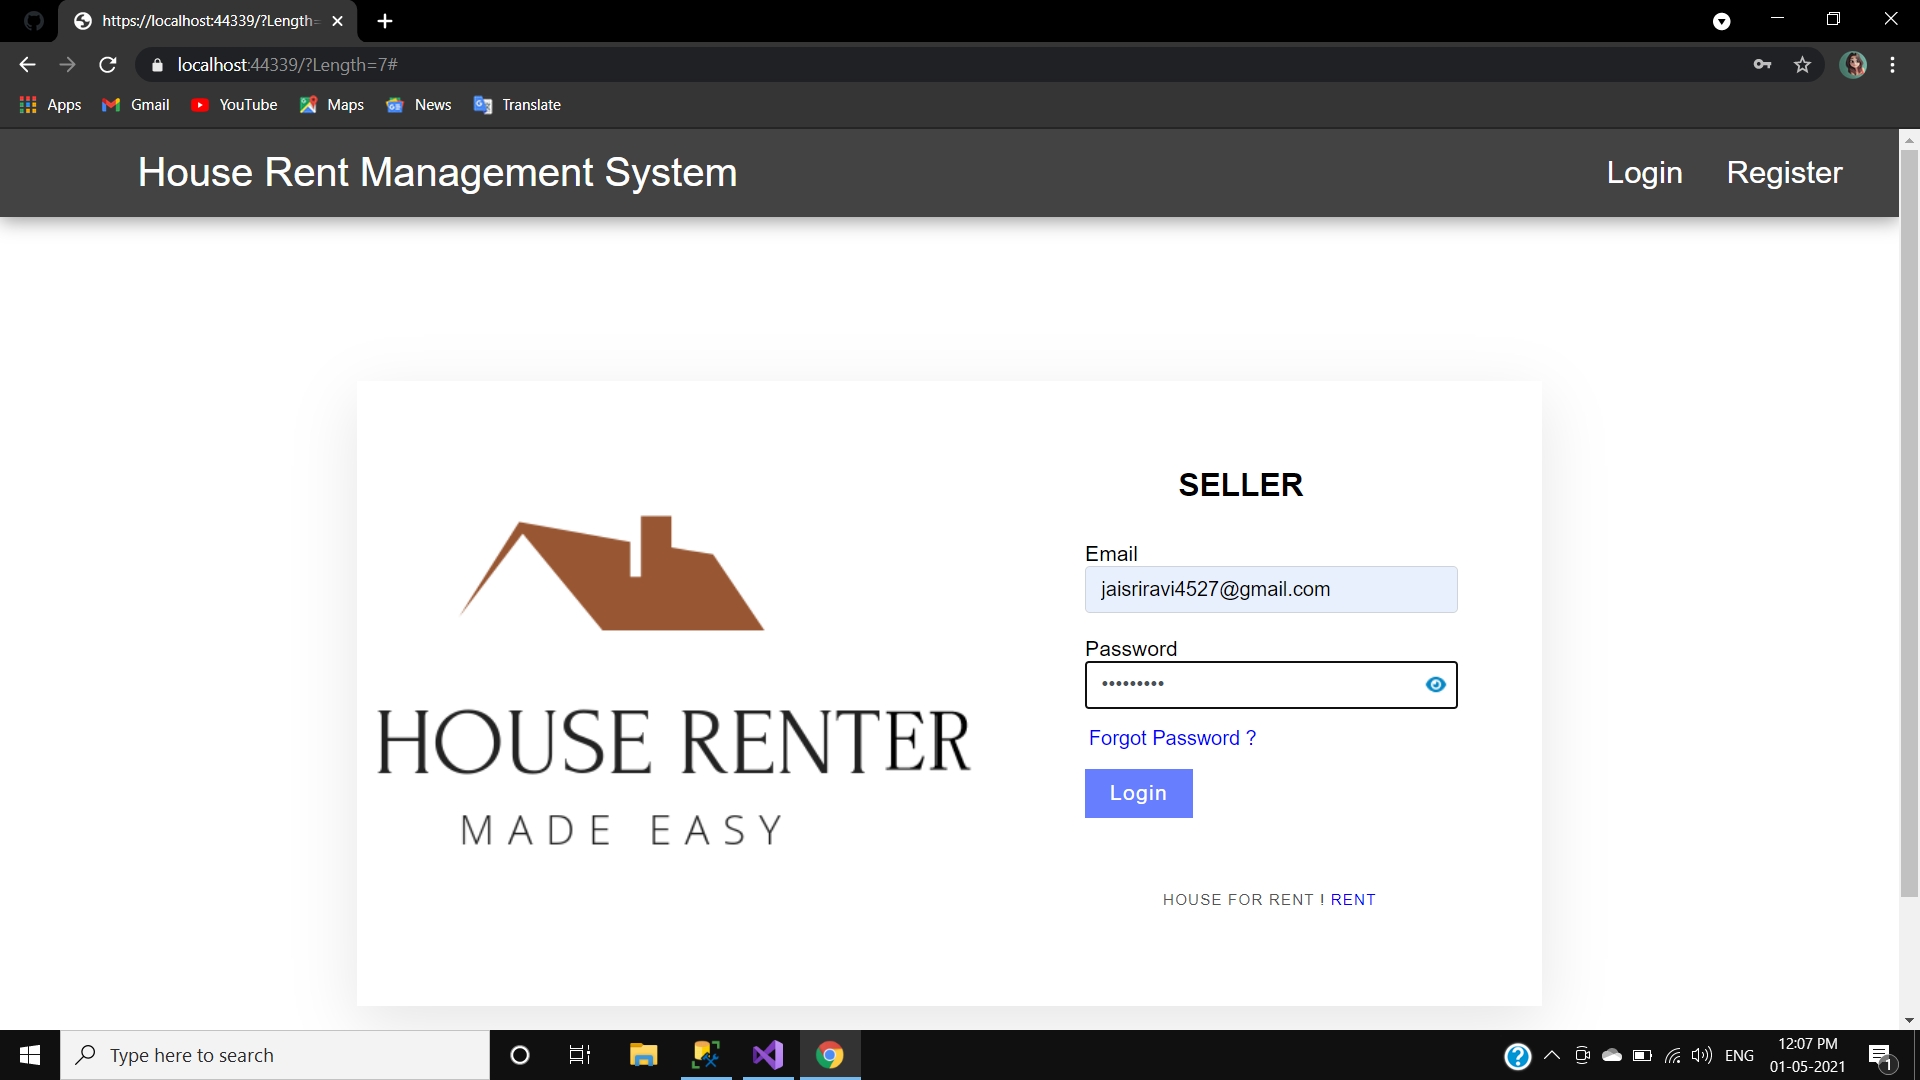 https://localhost:44339/?Length=
localhost:44339/?Length=7#
Apps Gmail YouTube Maps News Translate
House Rent Management System Login Register
SELLER
Email
jaisriravi4527@gmail.com
Password
•••••••••
Forgot Password ?
Login
HOUSE RENTER
MADE EASY
HOUSE FOR RENT ! RENT
Type here to search
ENG
12:07 PM
01-05-2021
1